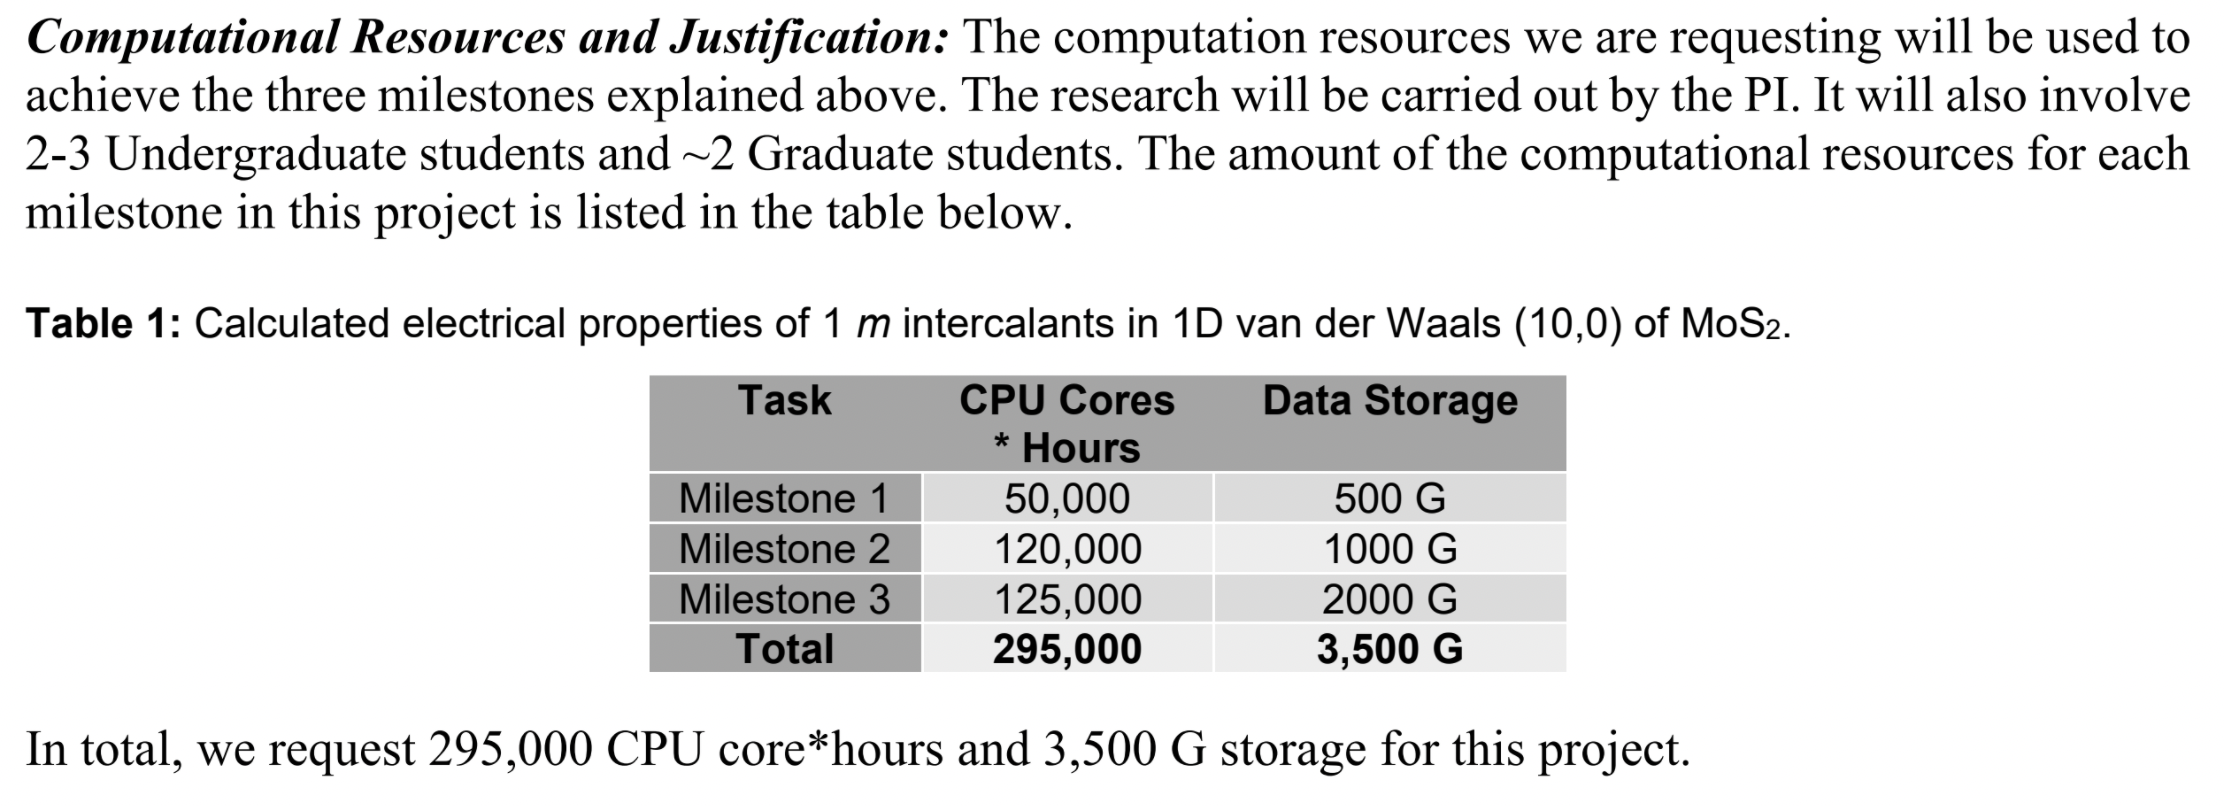 Computational Resources and Justification: The computation resources we are requesting will be used to
achieve the three milestones explained above. The research will be carried out by the PI. It will also involve
2-3 Undergraduate students and ~2 Graduate students. The amount of the computational resources for each
milestone in this project is listed in the table below.
Table 1: Calculated electrical properties of 1 m intercalants in 1D van der Waals (10,0) of MoS₂.
Task CPU Cores * Hours Data Storage
Milestone 1 50,000 500 G
Milestone 2 120,000 1000 G
Milestone 3 125,000 2000 G
Total 295,000 3,500 G
In total, we request 295,000 CPU core*hours and 3,500 G storage for this project.